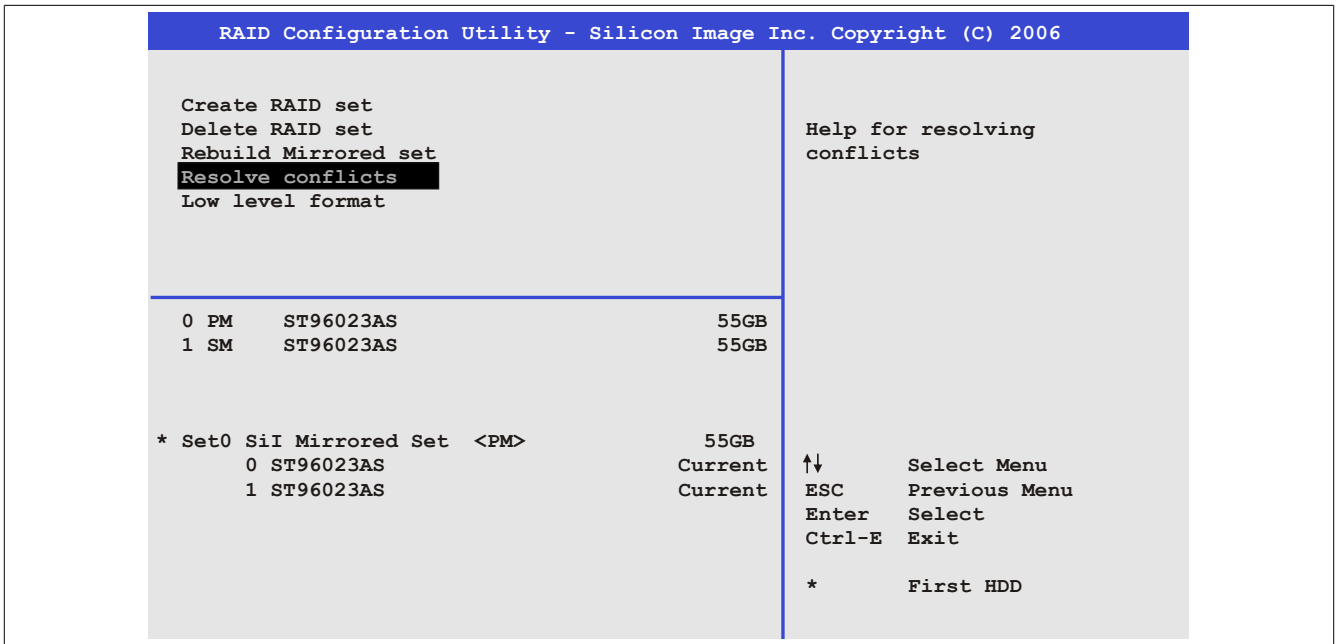 RAID Configuration Utility - Silicon Image Inc. Copyright (C) 2006
Create RAID set
Delete RAID set
Rebuild Mirrored set
Resolve conflicts
Low level format
Help for resolving
conflicts
0 PM ST96023AS 55GB
1 SM ST96023AS 55GB
* Set0 SiI Mirrored Set <PM> 55GB
0 ST96023AS Current
1 ST96023AS Current
↑↓ Select Menu
ESC Previous Menu
Enter Select
Ctrl-E Exit
* First HDD